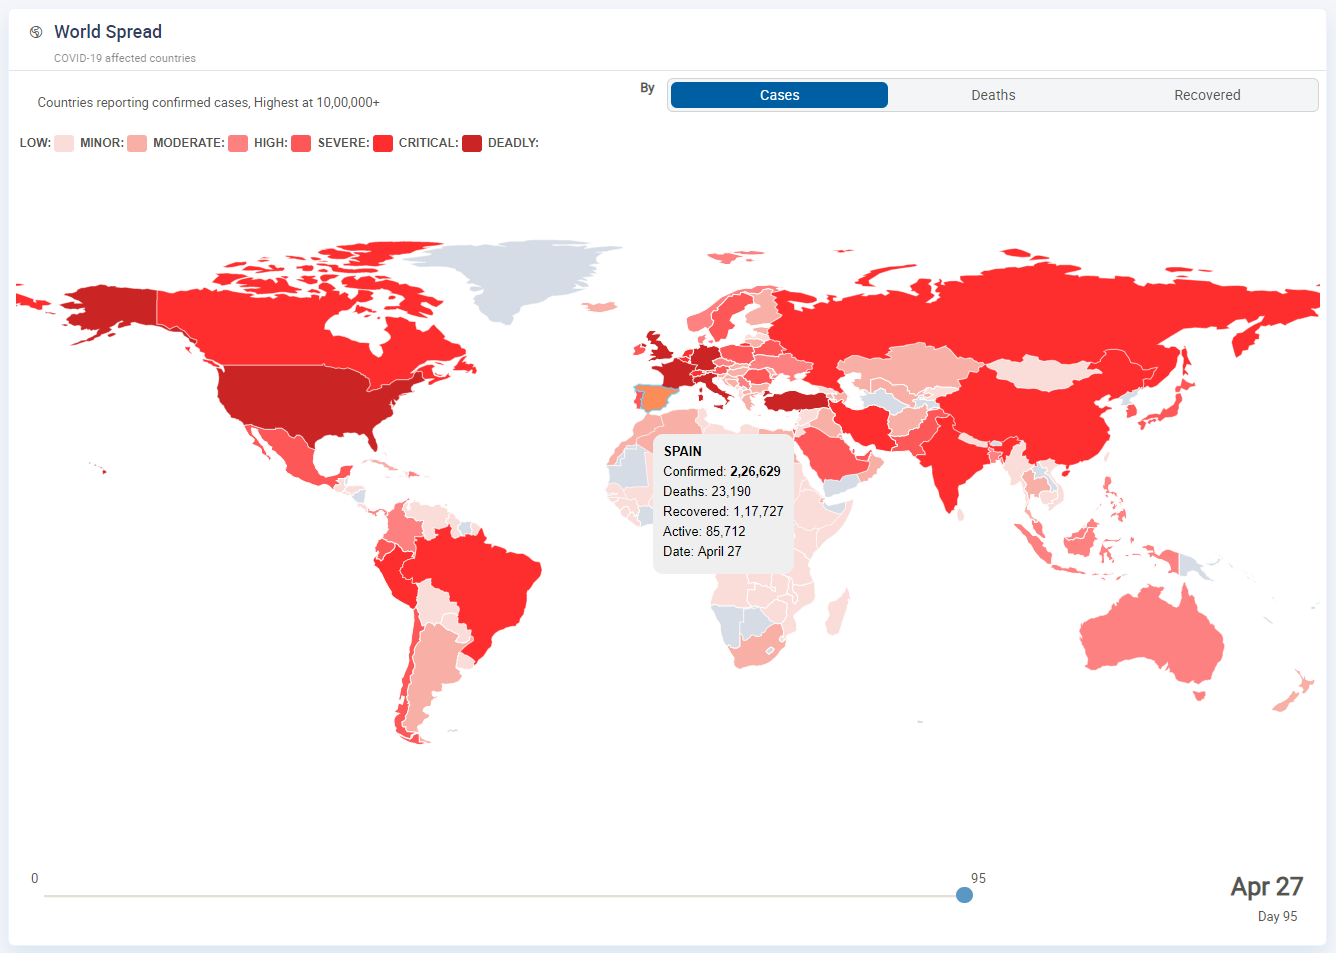 World Spread
COVID-19 affected countries
By
Cases
Deaths
Recovered
Countries reporting confirmed cases, Highest at 10,00,000+
LOW: MINOR: MODERATE: HIGH: SEVERE: CRITICAL: DEADLY:
SPAIN
Confirmed: 2,26,629
Deaths: 23,190
Recovered: 1,17,727
Active: 85,712
Date: April 27
0
95
Apr 27
Day 95